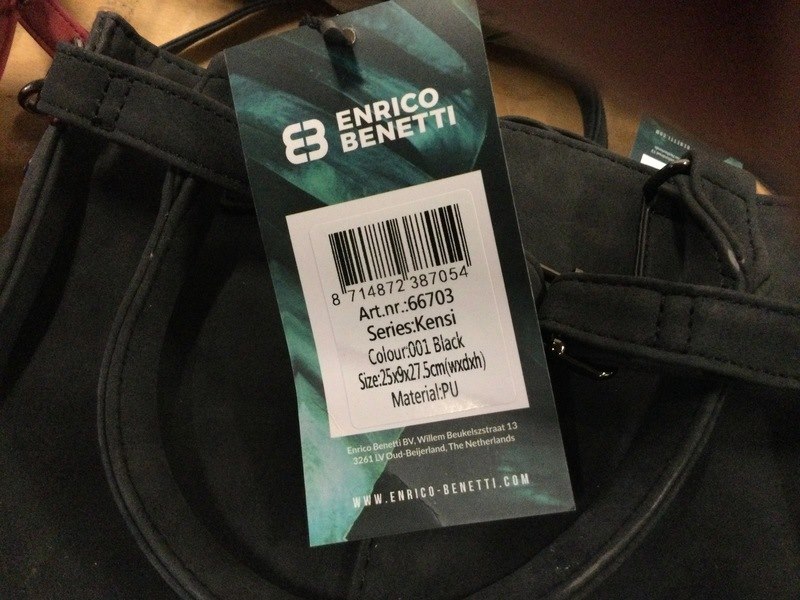 ENRICO
BENETTI
8 714872 387054
Art.nr.:66703
Series:Kensi
Colour:001 Black
Size:25x9x27.5cm(wxdxh)
Material:PU
Enrico Benetti BV, Willem Beukelszstraat 13
3261 LV Oud-Beijerland, The Netherlands
WWW.ENRICO-BENETTI.COM